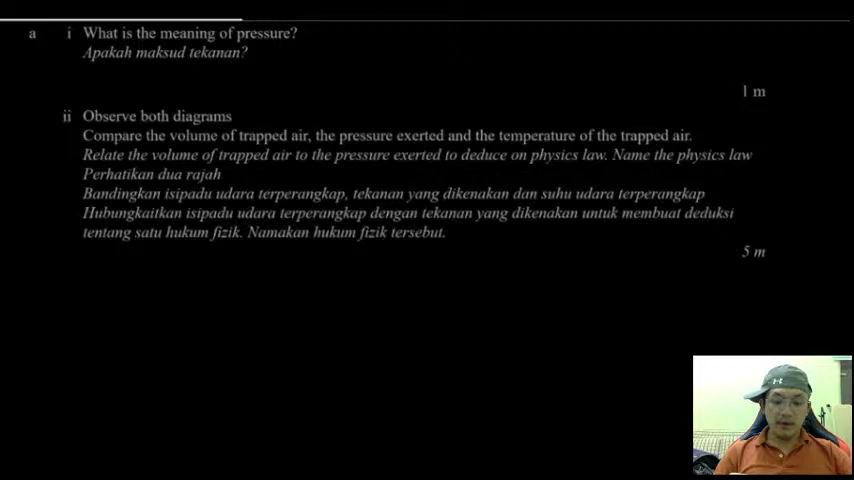 a i What is the meaning of pressure?
Apakah maksud tekanan?
1 m
ii Observe both diagrams
Compare the volume of trapped air, the pressure exerted and the temperature of the trapped air.
Relate the volume of trapped air to the pressure exerted to deduce on physics law. Name the physics law
Perhatikan dua rajah
Bandingkan isipadu udara terperangkap, tekanan yang dikenakan dan suhu udara terperangkap
Hubungkaitkan isipadu udara terperangkap dengan tekanan yang dikenakan untuk membuat deduksi
tentang satu hukum fizik. Namakan hukum fizik tersebut.
5 m